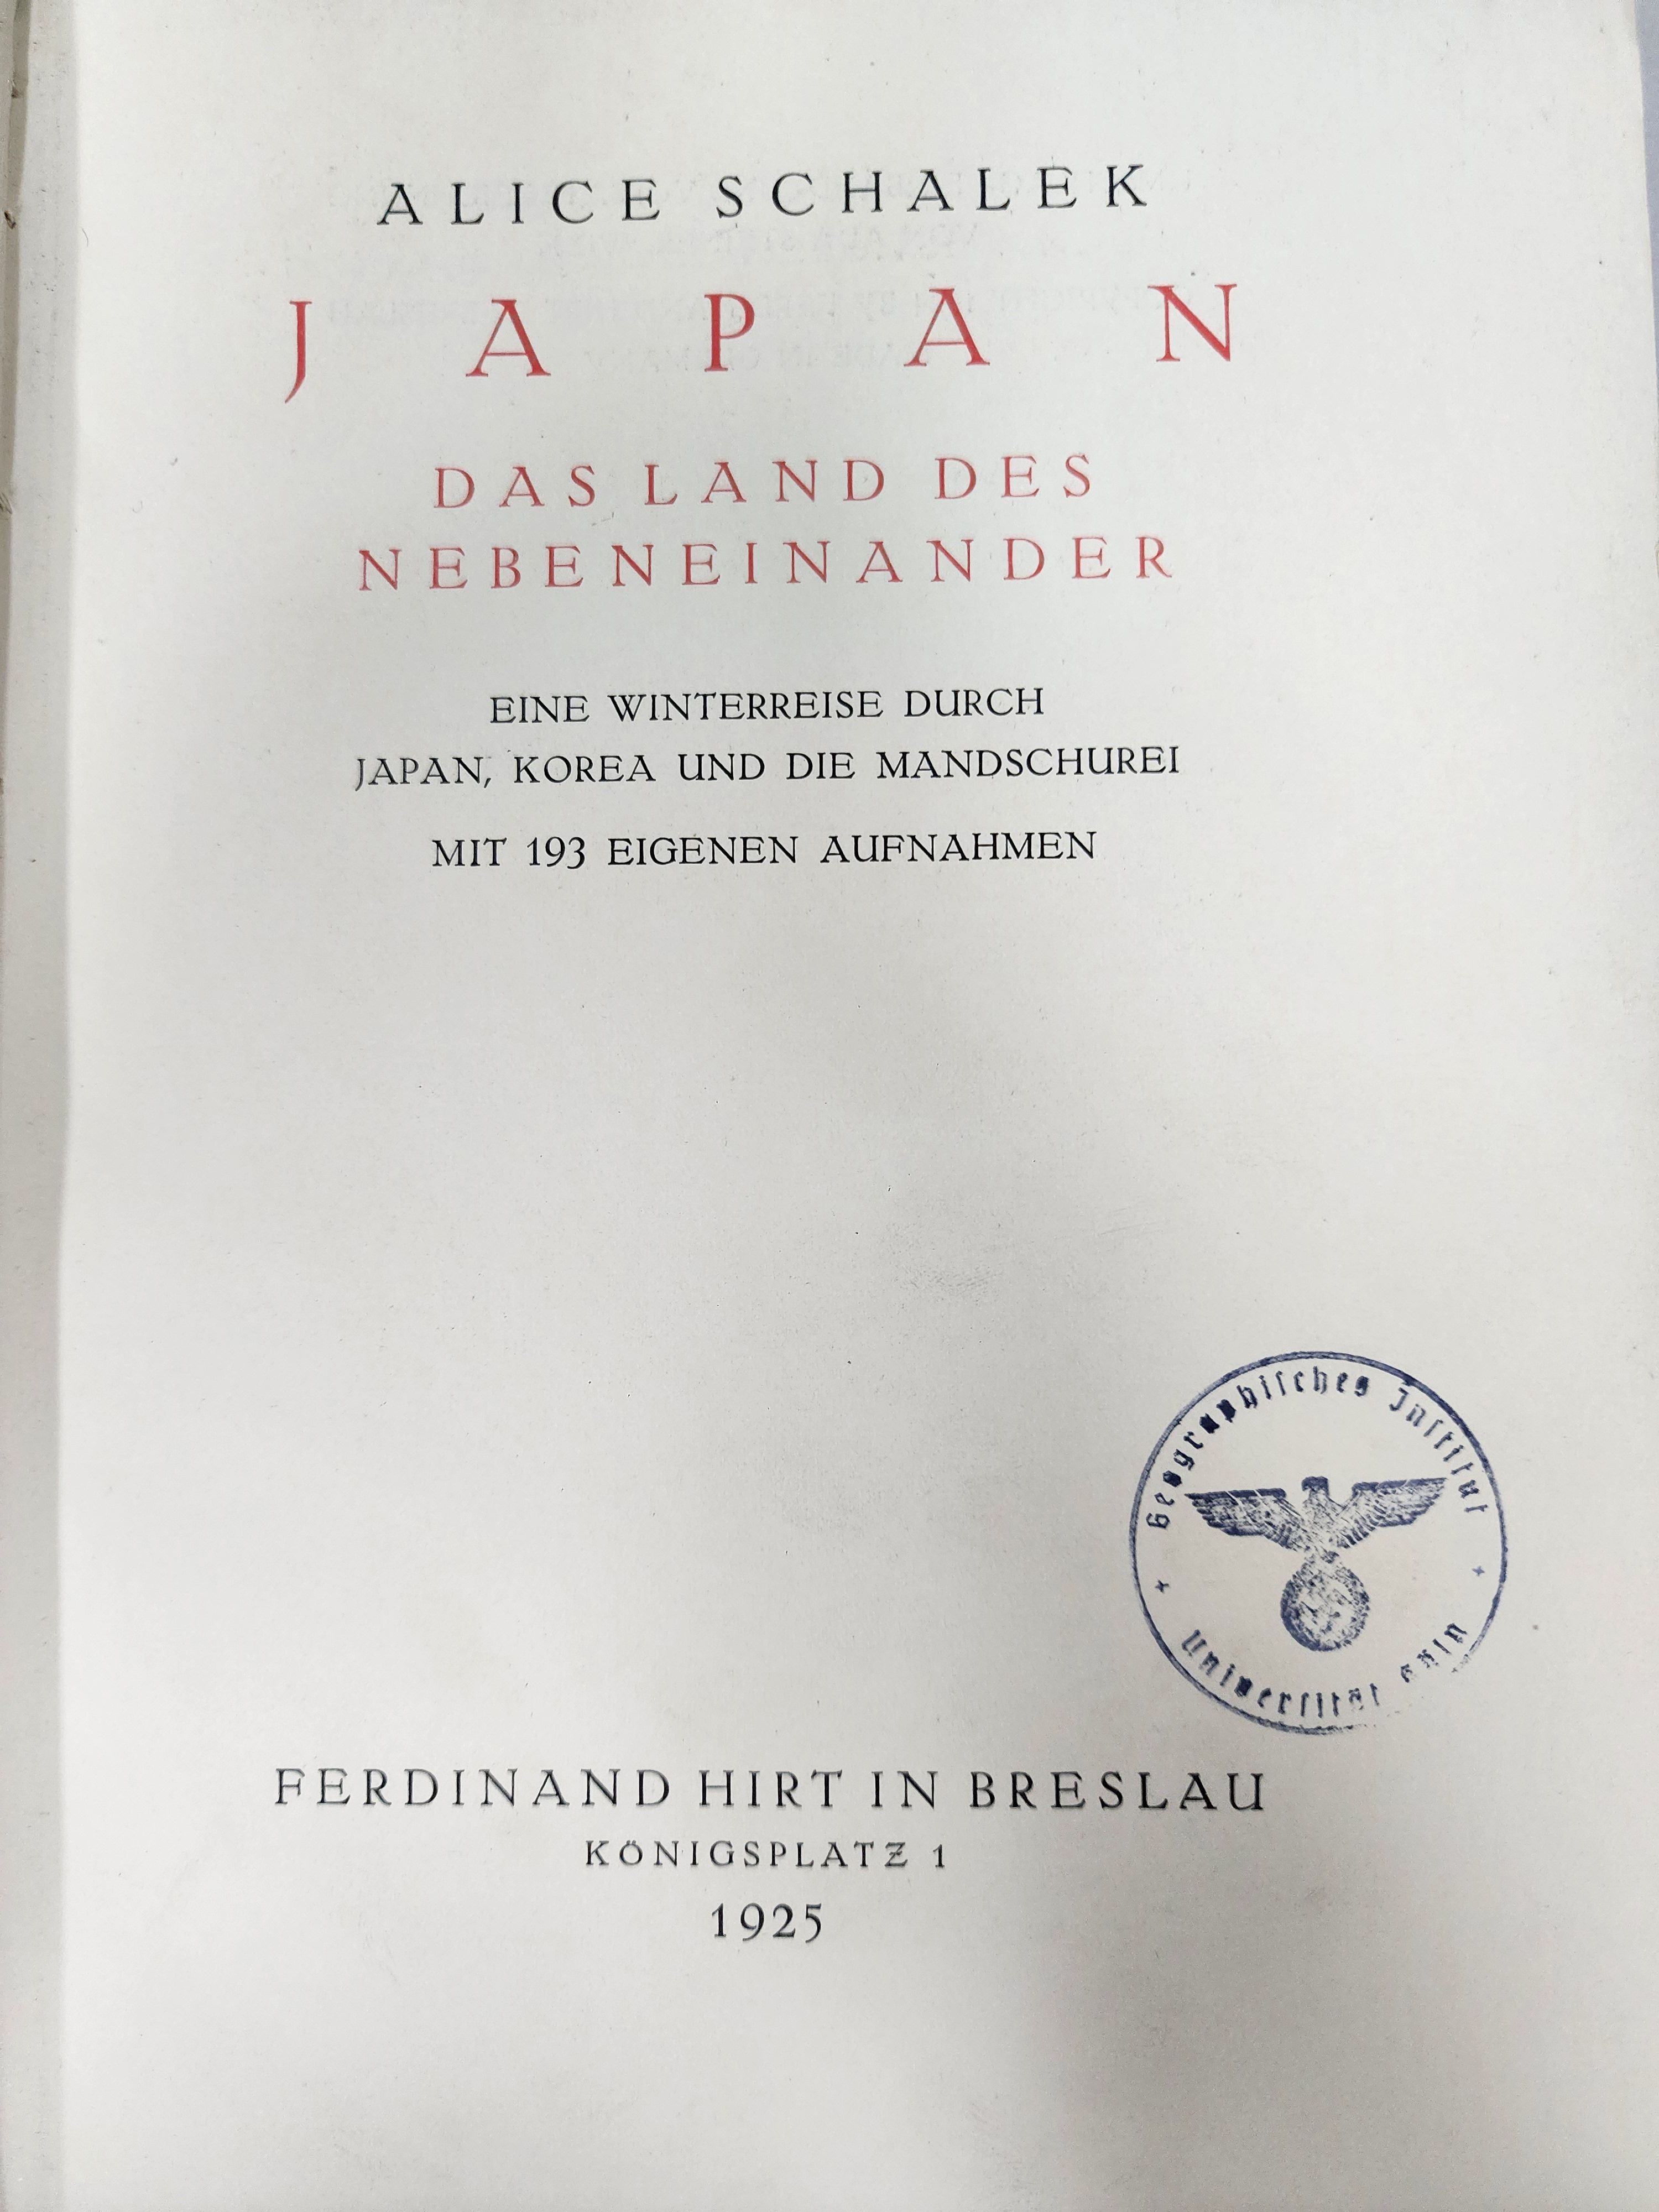 ALICE SCHALEK
JAPAN
DAS LAND DES
NEBENEINANDER
EINE WINTERREISE DURCH
JAPAN, KOREA UND DIE MANDSCHUREI
MIT 193 EIGENEN AUFNAHMEN
Geographisches Institut
Universität Köln
FERDINAND HIRT IN BRESLAU
KÖNIGSPLATZ 1
1925